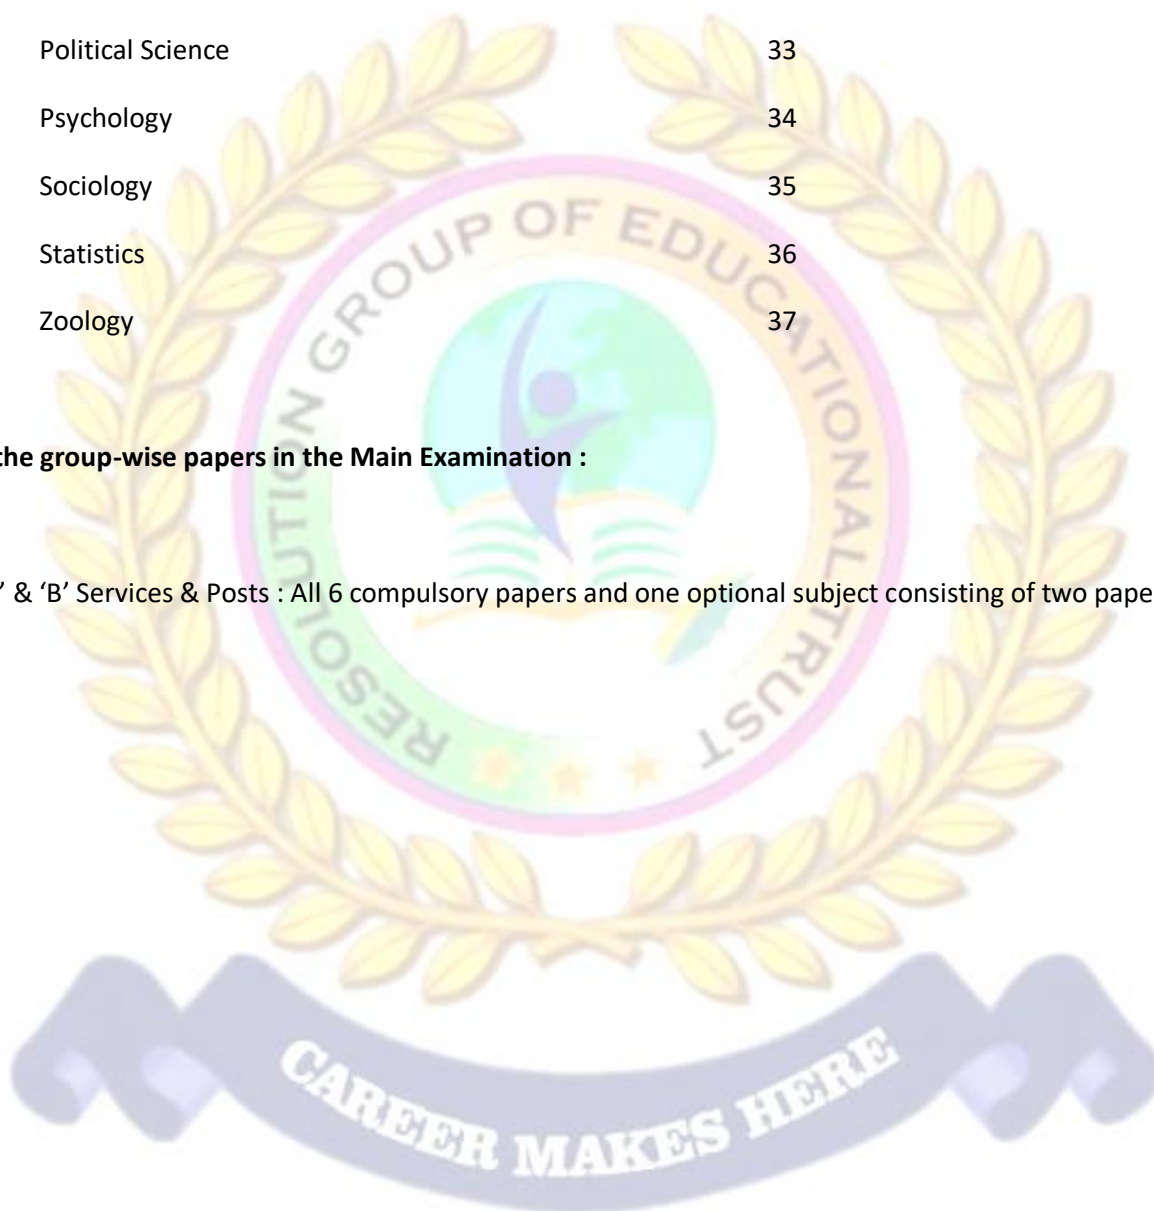 Political Science 33
Psychology 34
Sociology 35
Statistics 36
Zoology 37
the group-wise papers in the Main Examination :
’ & ‘B’ Services & Posts : All 6 compulsory papers and one optional subject consisting of two pape
RESOLUTION GROUP OF EDUCATIONAL TRUST
CAREER MAKES HERE